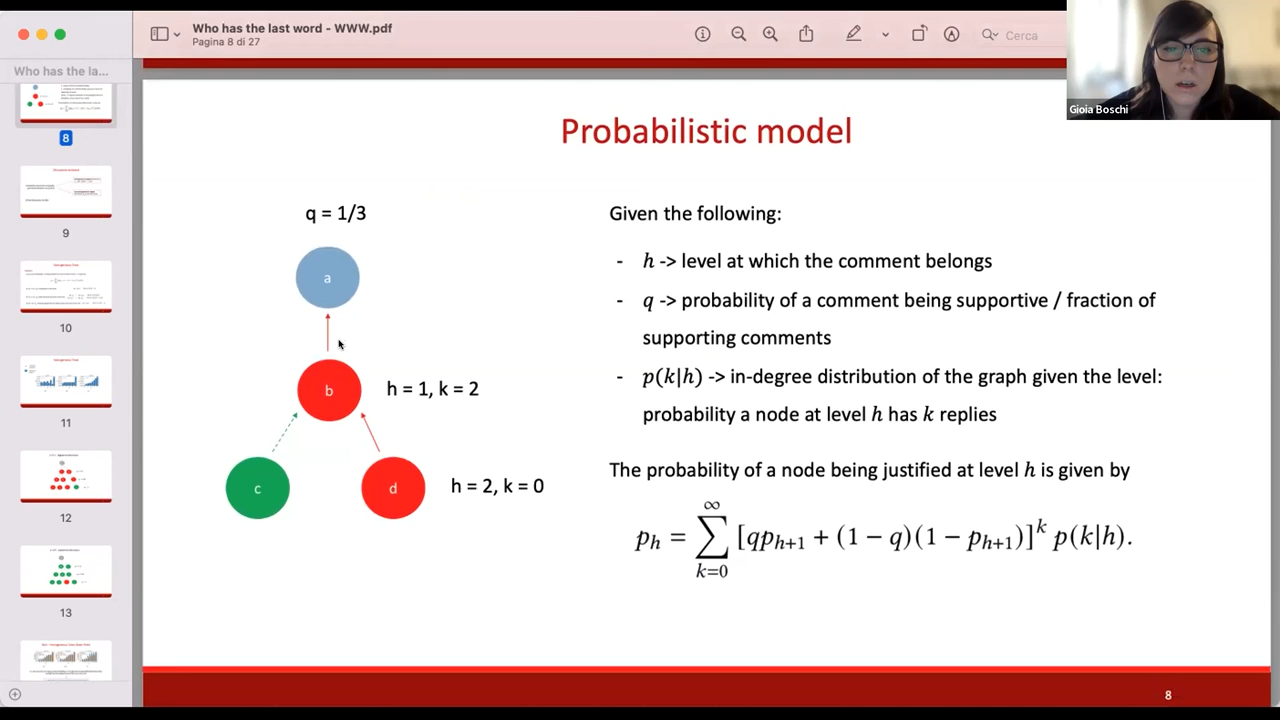 Who has the last word - WWW.pdf
Pagina 8 di 27
Cerca
Gioia Boschi
Who has the la...
8
9
10
11
12
13
Probabilistic model
q = 1/3
a
b
h = 1, k = 2
c
d
h = 2, k = 0
Given the following:
- h -> level at which the comment belongs
- q -> probability of a comment being supportive / fraction of
supporting comments
- p(k|h) -> in-degree distribution of the graph given the level:
probability a node at level h has k replies
The probability of a node being justified at level h is given by
p_h = ∑_{k=0}^{∞} [qp_{h+1} + (1 − q)(1 − p_{h+1})]^k p(k|h).
8